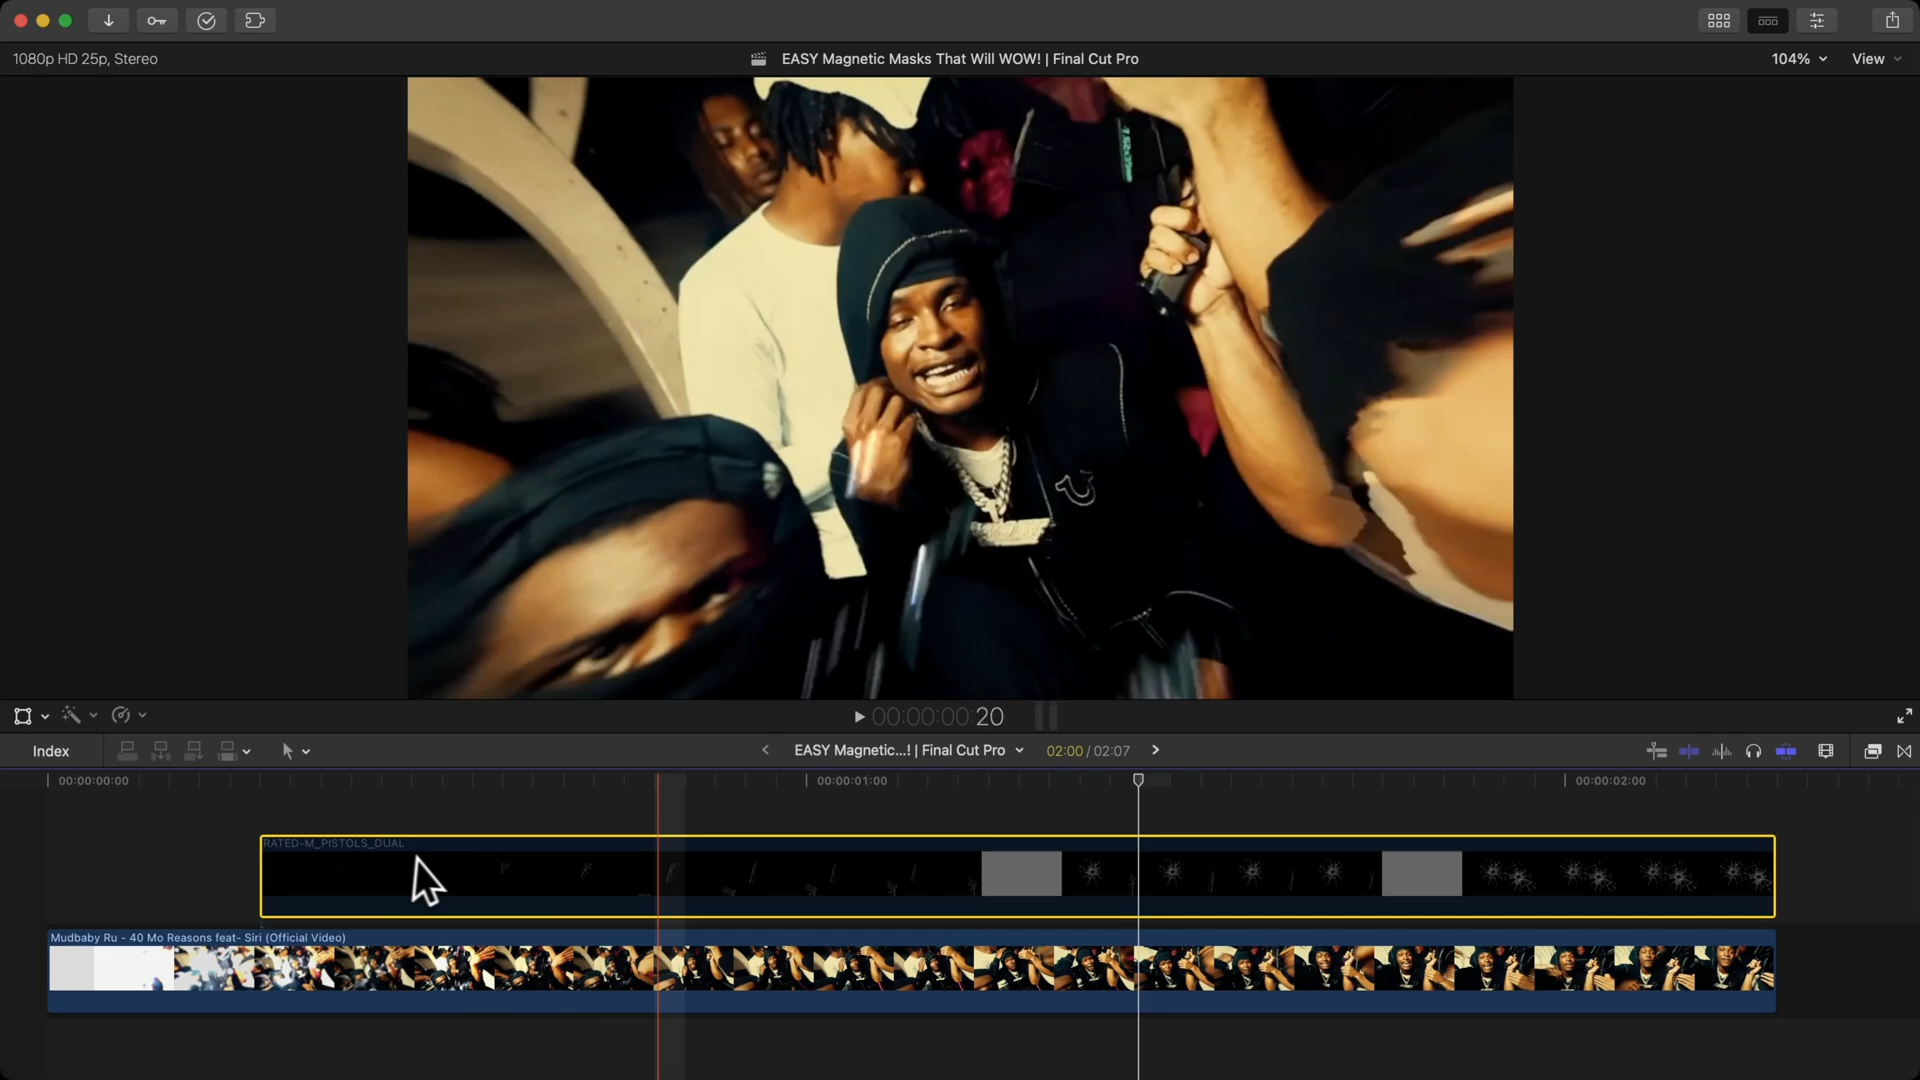 1080p HD 25p, Stereo
EASY Magnetic Masks That Will WOW! | Final Cut Pro
104%
View
00:00:00:20
Index
EASY Magnetic...! | Final Cut Pro
02:00 / 02:07
00:00:00:00
00:00:01:00
00:00:02:00
RATED-M_PISTOLS_DUAL
Mudbaby Ru - 40 Mo Reasons feat- Siri (Official Video)